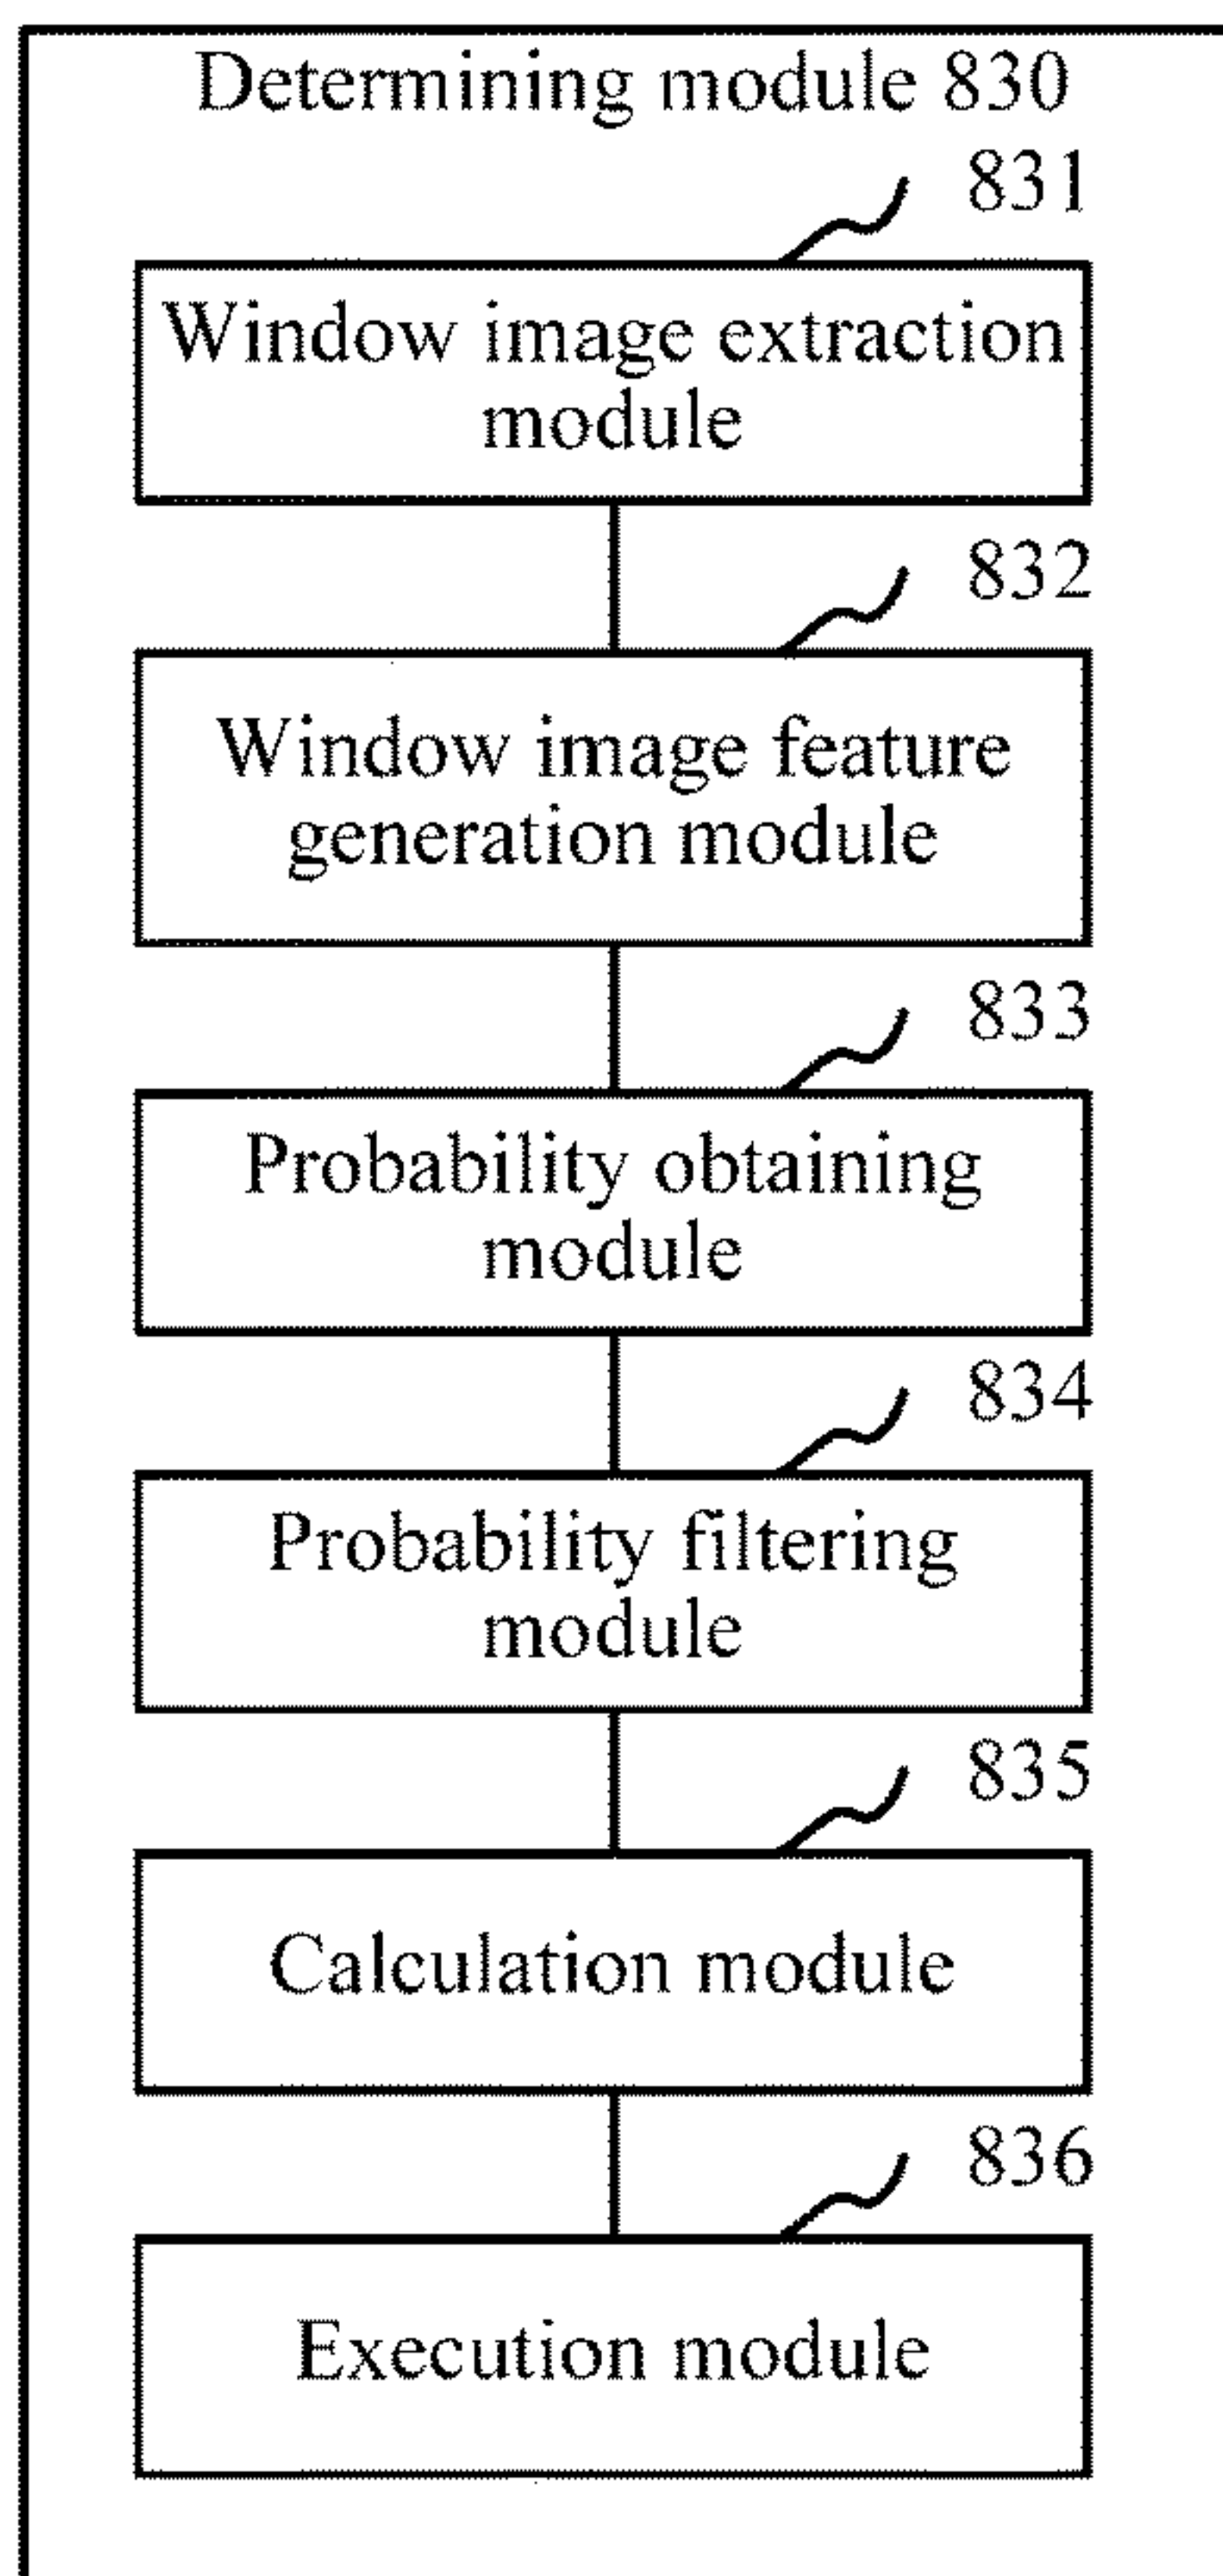 Determining module 830
831
Window image extraction
module
832
Window image feature
generation module
833
Probability obtaining
module
834
Probability filtering
module
835
Calculation module
836
Execution module